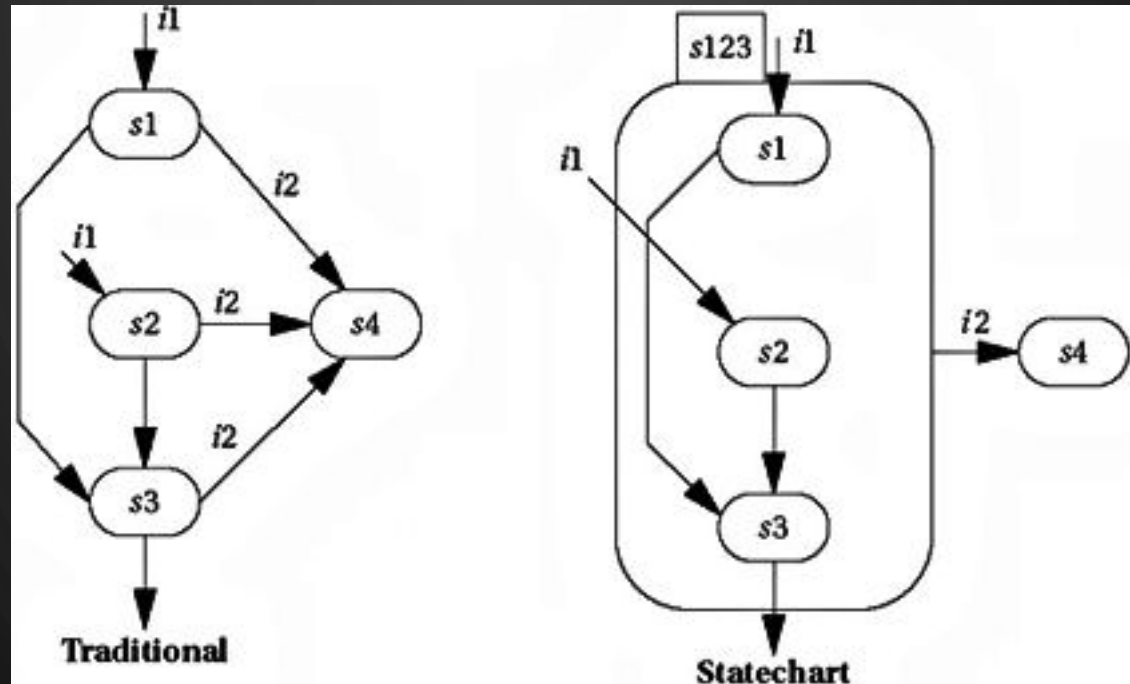 i1
s1
i2
i1
s2
i2
s4
i2
s3
Traditional
s123
i1
s1
i1
s2
i2
s4
s3
Statechart